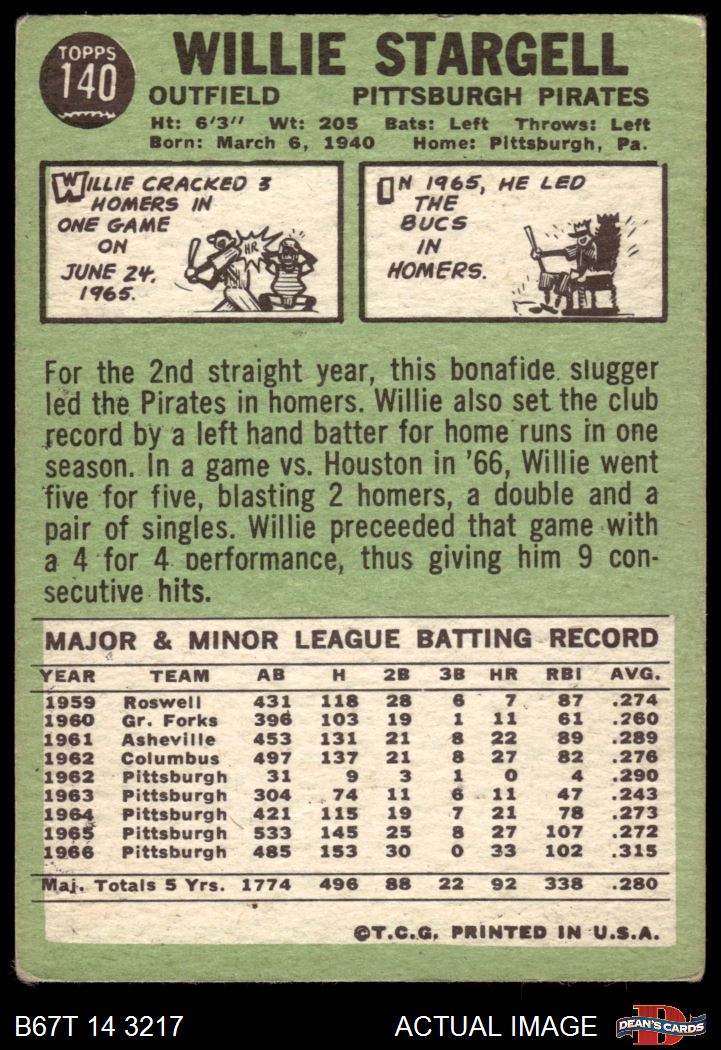 TOPPS
140
WILLIE STARGELL
OUTFIELD PITTSBURGH PIRATES
Ht: 6'3" Wt: 205 Bats: Left Throws: Left
Born: March 6, 1940 Home: Pittsburgh, Pa.
WILLIE CRACKED 3
HOMERS IN
ONE GAME
ON
JUNE 24,
1965.
HR
IN 1965, HE LED
THE
BUCS
IN
HOMERS.
For the 2nd straight year, this bonafide slugger
led the Pirates in homers. Willie also set the club
record by a left hand batter for home runs in one
season. In a game vs. Houston in '66, Willie went
five for five, blasting 2 homers, a double and a
pair of singles. Willie preceeded that game with
a 4 for 4 performance, thus giving him 9 con-
secutive hits.
MAJOR & MINOR LEAGUE BATTING RECORD
YEAR TEAM AB H 2B 3B HR RBI AVG.
1959 Roswell 431 118 28 6 7 87 .274
1960 Gr. Forks 396 103 19 1 11 61 .260
1961 Asheville 453 131 21 8 22 89 .289
1962 Columbus 497 137 21 8 27 82 .276
1962 Pittsburgh 31 9 3 1 0 4 .290
1963 Pittsburgh 304 74 11 6 11 47 .243
1964 Pittsburgh 421 115 19 7 21 78 .273
1965 Pittsburgh 533 145 25 8 27 107 .272
1966 Pittsburgh 485 153 30 0 33 102 .315
Maj. Totals 5 Yrs. 1774 496 88 22 92 338 .280
©T.C.G. PRINTED IN U.S.A.
B67T 14 3217 ACTUAL IMAGE
D
DEAN'S CARDS